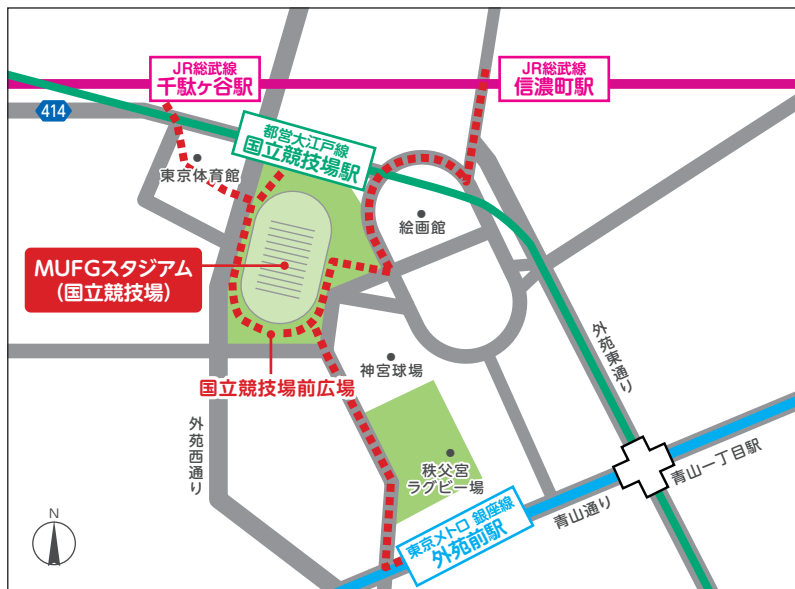 JR総武線
千駄ヶ谷駅
JR総武線
信濃町駅
414
都営大江戸線
国立競技場駅
東京体育館
絵画館
MUFGスタジアム
(国立競技場)
外苑東通り
神宮球場
国立競技場前広場
外苑西通り
秩父宮
ラグビー場
青山一丁目駅
青山通り
東京メトロ 銀座線
外苑前駅
N